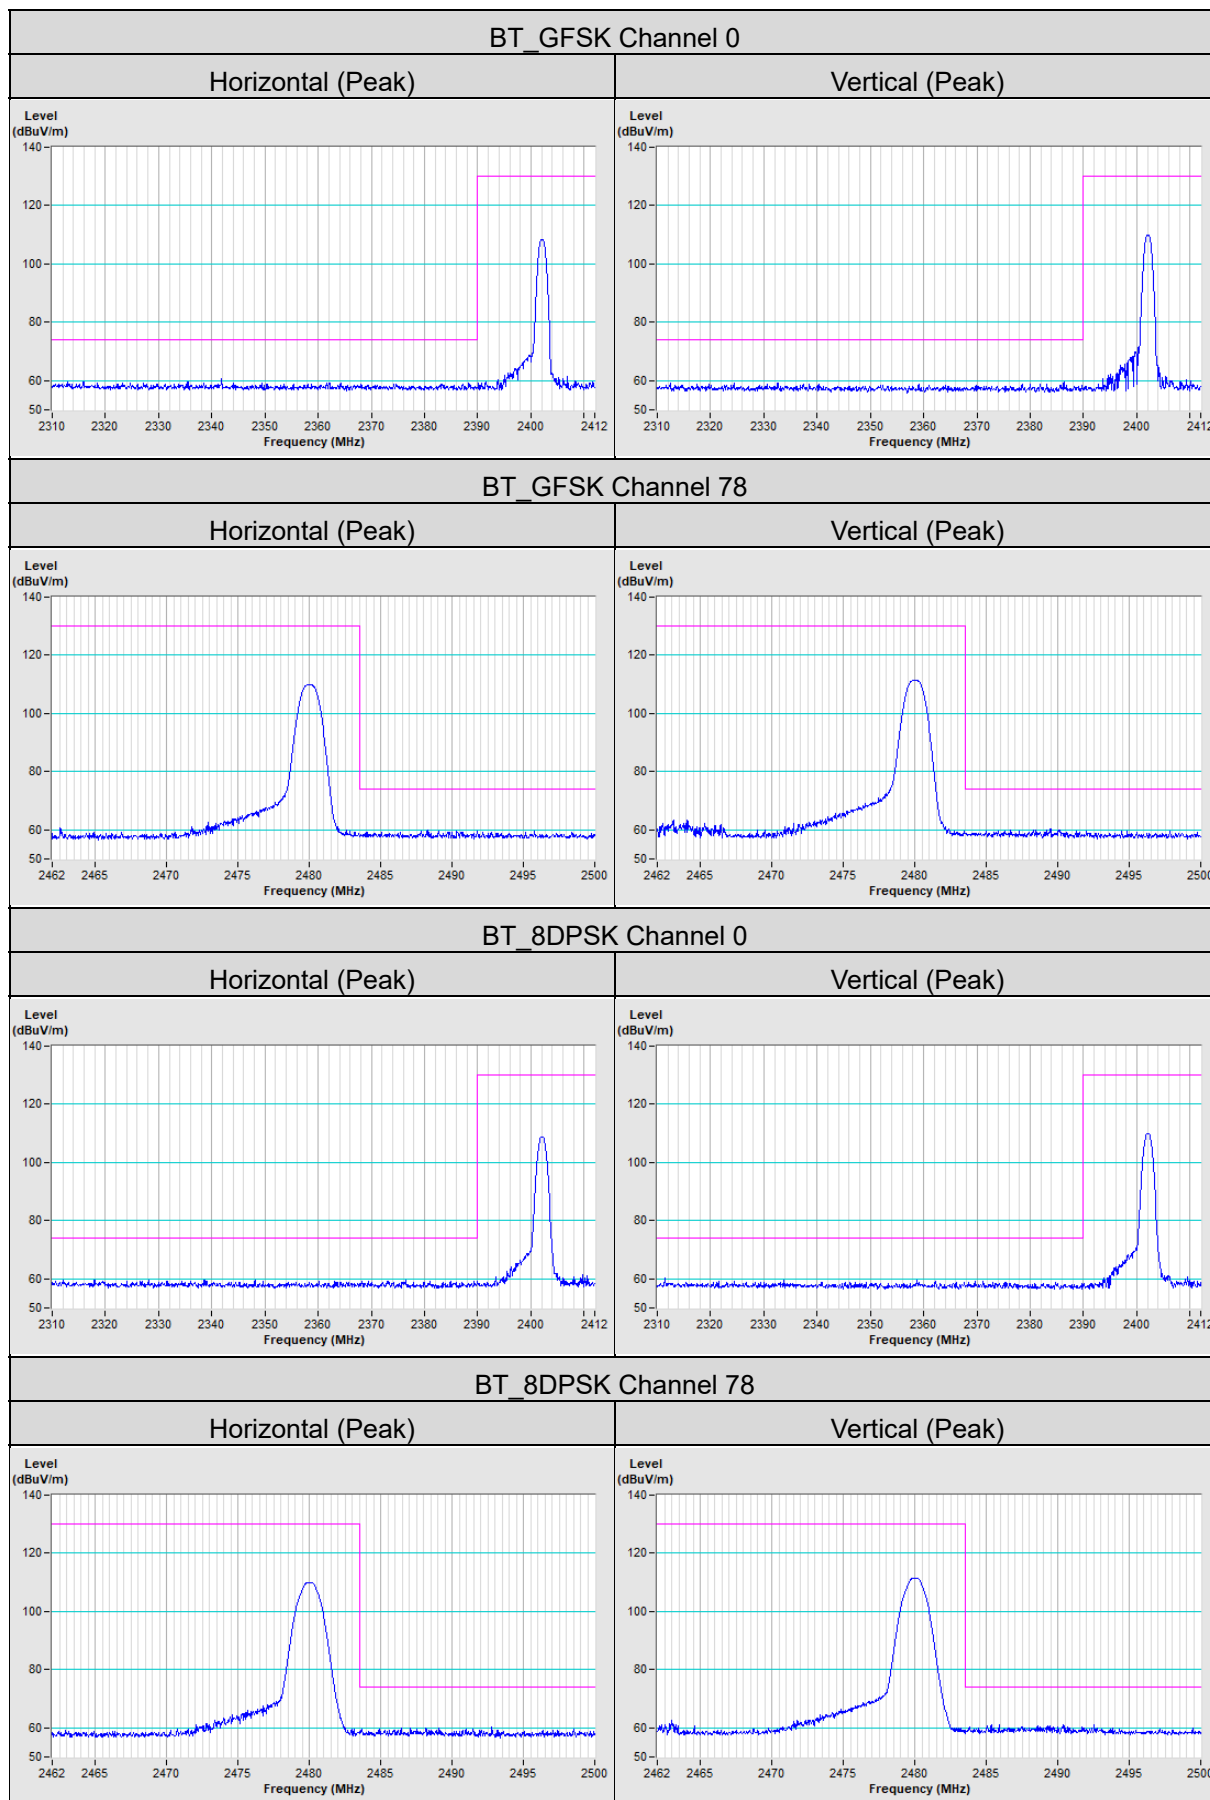 BT_GFSK Channel 0
Horizontal (Peak)
Vertical (Peak)
Level
(dBuV/m)
140
120
100
80
60
50
2310 2320 2330 2340 2350 2360 2370 2380 2390 2400 2412
Frequency (MHz)
Level
(dBuV/m)
140
120
100
80
60
50
2310 2320 2330 2340 2350 2360 2370 2380 2390 2400 2412
Frequency (MHz)
BT_GFSK Channel 78
Horizontal (Peak)
Vertical (Peak)
Level
(dBuV/m)
140
120
100
80
60
50
2462 2465 2470 2475 2480 2485 2490 2495 2500
Frequency (MHz)
Level
(dBuV/m)
140
120
100
80
60
50
2462 2465 2470 2475 2480 2485 2490 2495 2500
Frequency (MHz)
BT_8DPSK Channel 0
Horizontal (Peak)
Vertical (Peak)
Level
(dBuV/m)
140
120
100
80
60
50
2310 2320 2330 2340 2350 2360 2370 2380 2390 2400 2412
Frequency (MHz)
Level
(dBuV/m)
140
120
100
80
60
50
2310 2320 2330 2340 2350 2360 2370 2380 2390 2400 2412
Frequency (MHz)
BT_8DPSK Channel 78
Horizontal (Peak)
Vertical (Peak)
Level
(dBuV/m)
140
120
100
80
60
50
2462 2465 2470 2475 2480 2485 2490 2495 2500
Frequency (MHz)
Level
(dBuV/m)
140
120
100
80
60
50
2462 2465 2470 2475 2480 2485 2490 2495 2500
Frequency (MHz)